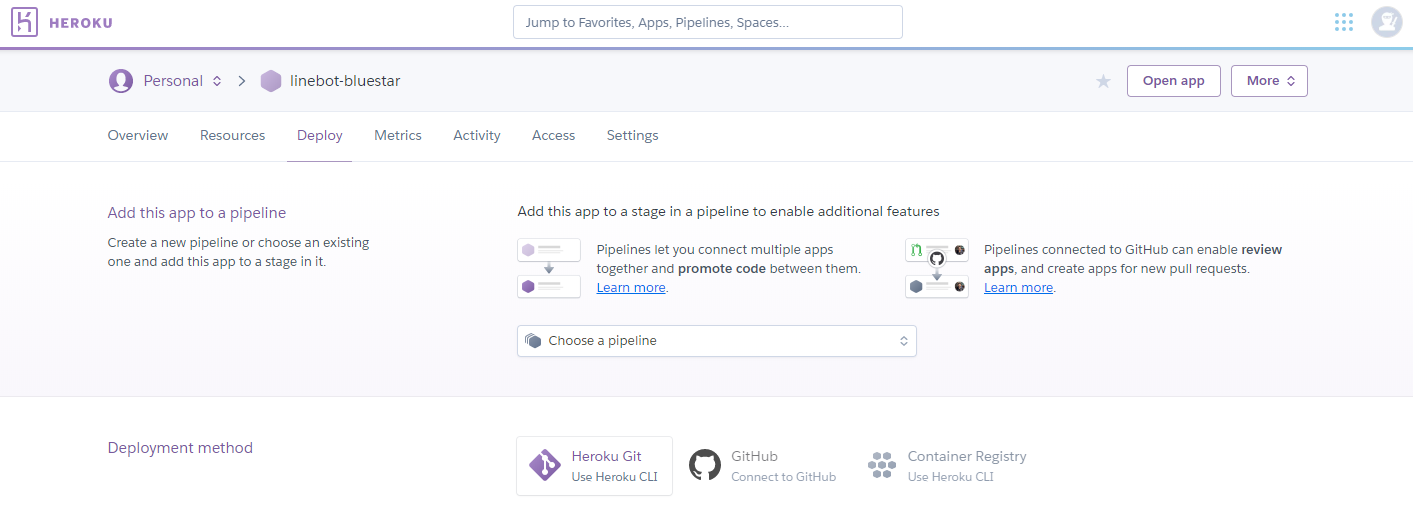 HEROKU
Jump to Favorites, Apps, Pipelines, Spaces...
Personal
linebot-bluestar
Open app
More
Overview
Resources
Deploy
Metrics
Activity
Access
Settings
Add this app to a pipeline
Create a new pipeline or choose an existing
one and add this app to a stage in it.
Add this app to a stage in a pipeline to enable additional features
Pipelines let you connect multiple apps
together and promote code between them.
Learn more.
Pipelines connected to GitHub can enable review
apps, and create apps for new pull requests.
Learn more.
Choose a pipeline
Deployment method
Heroku Git
Use Heroku CLI
GitHub
Connect to GitHub
Container Registry
Use Heroku CLI